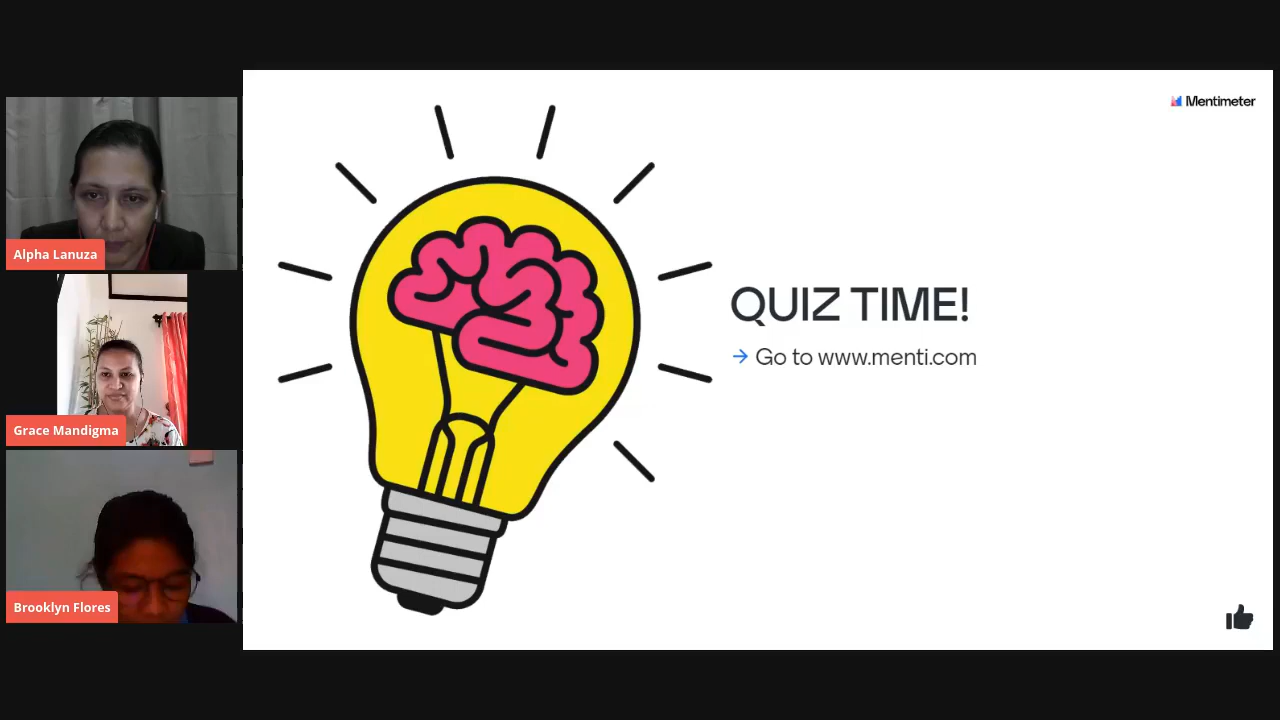 Alpha Lanuza
Grace Mandigma
Brooklyn Flores
Mentimeter
QUIZ TIME!
→ Go to www.menti.com